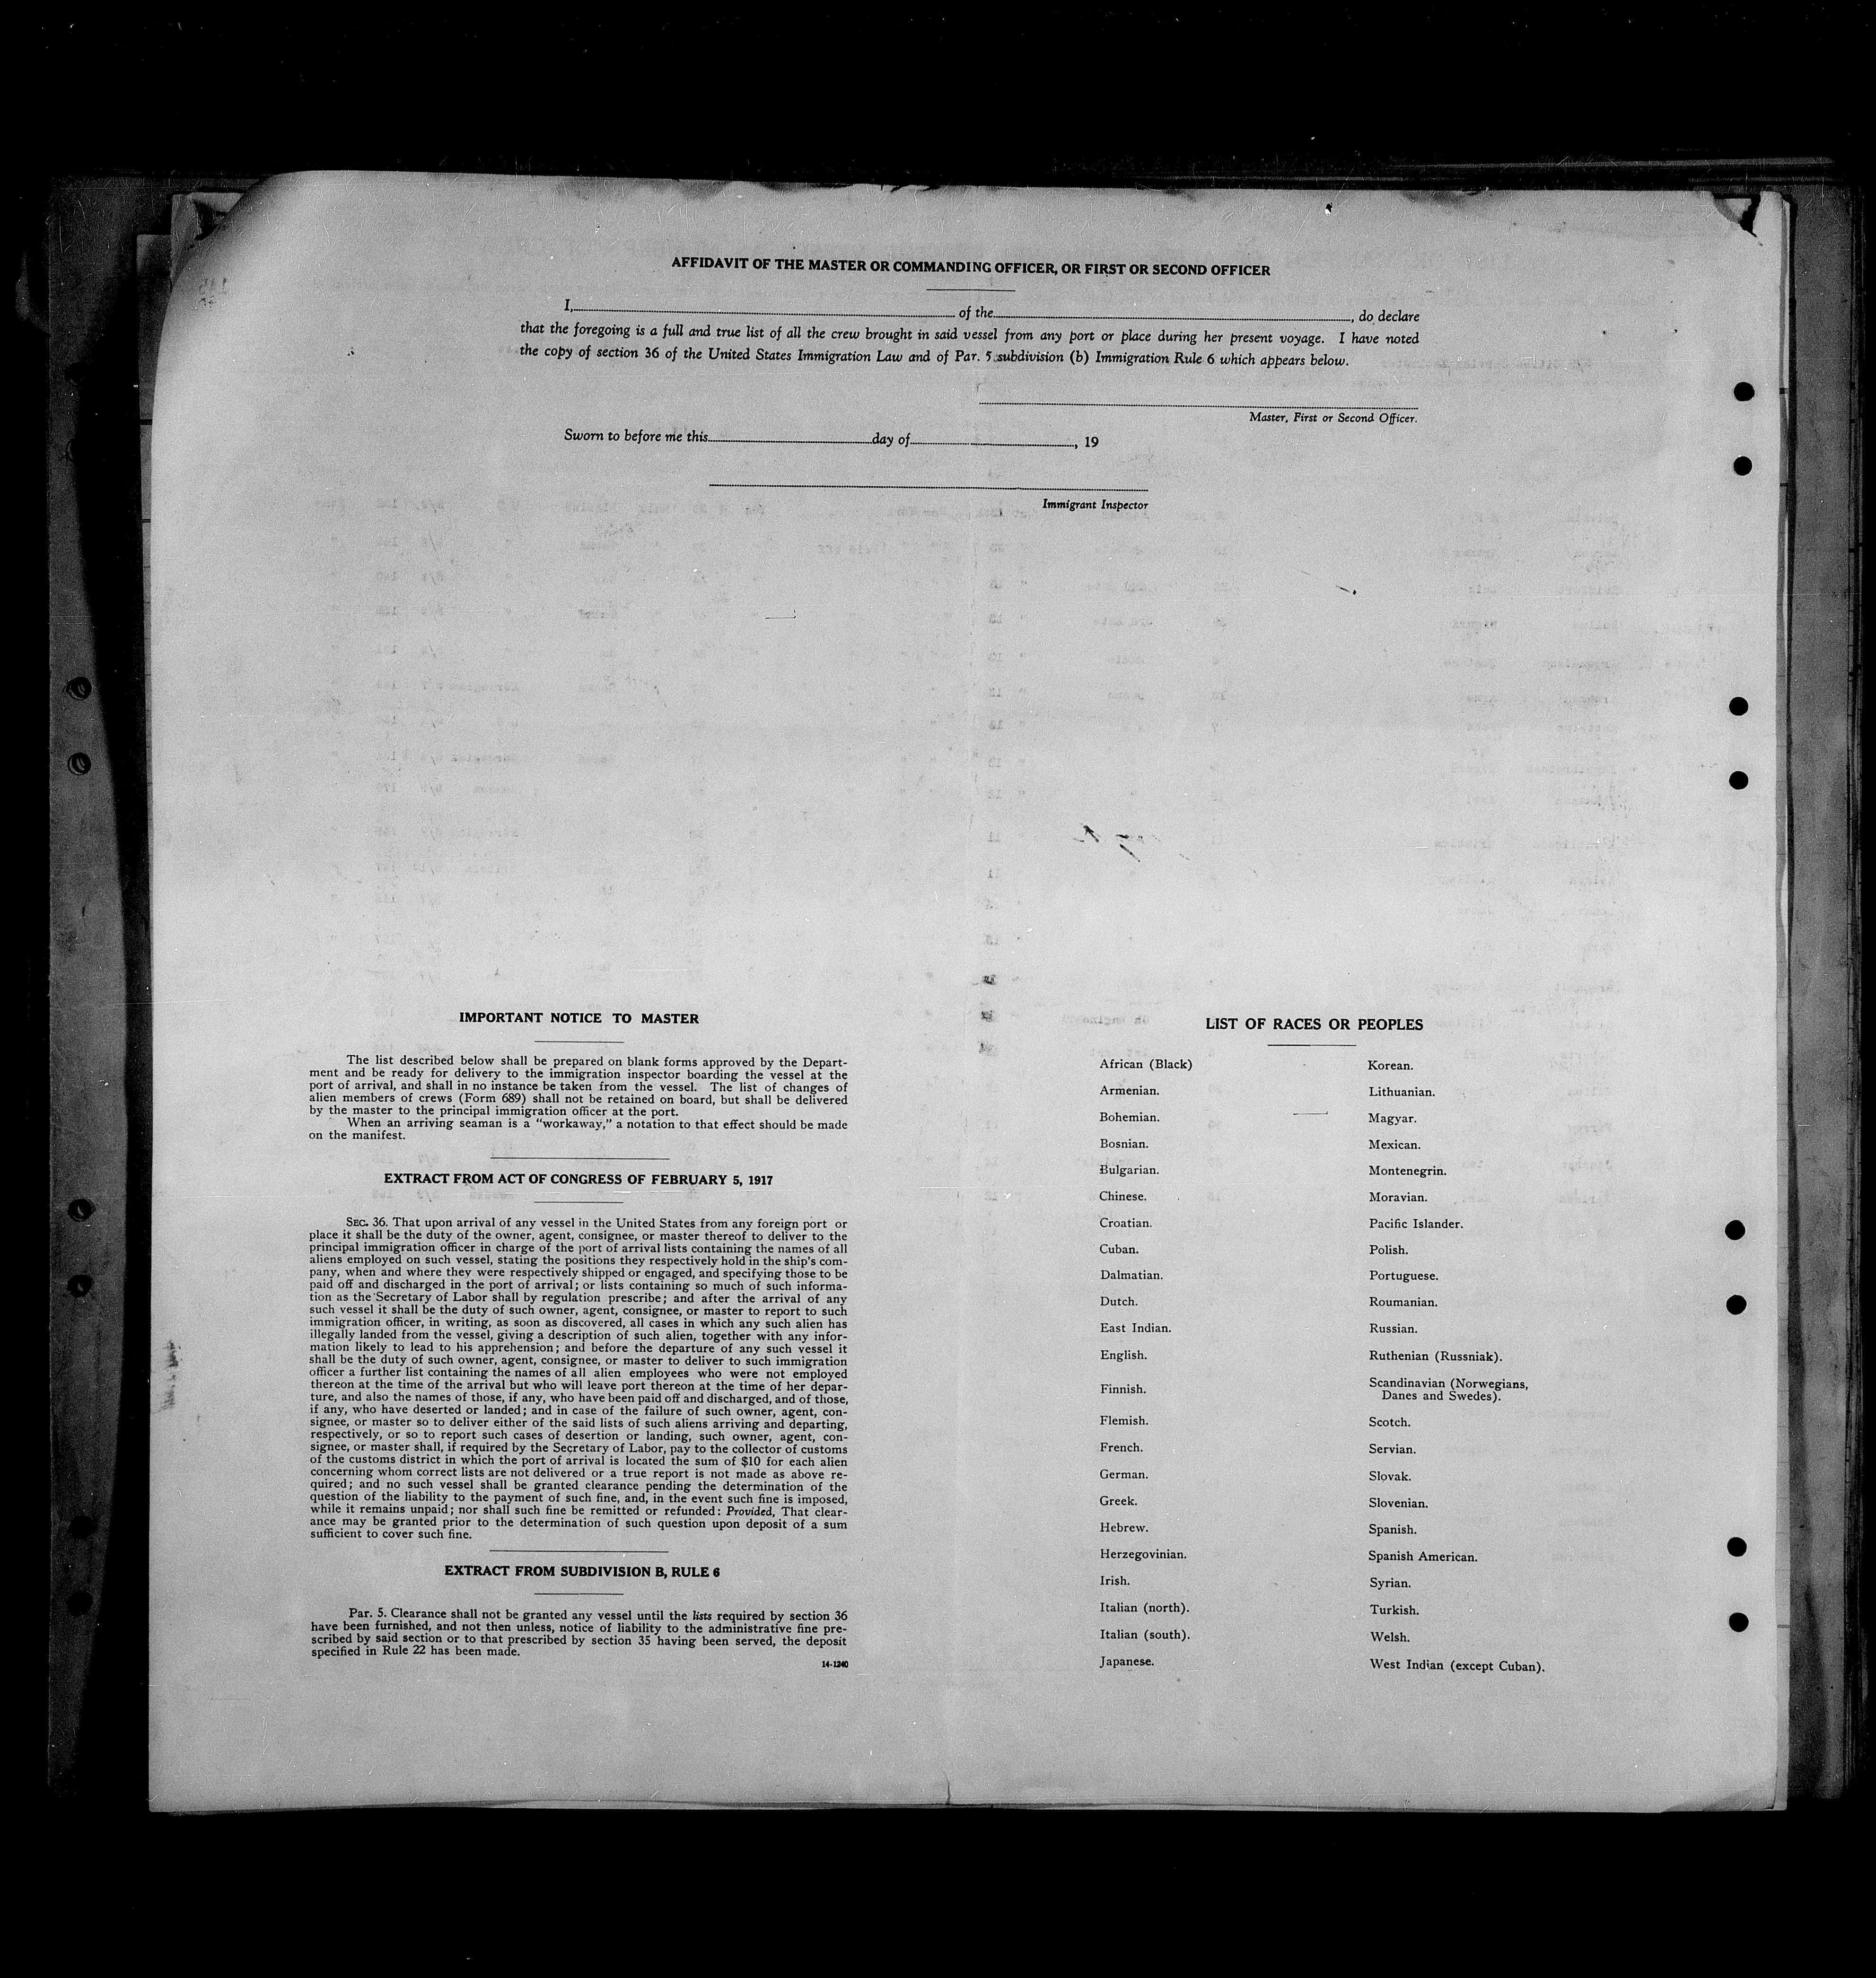 AFFIDAVIT OF THE MASTER OR COMMANDING OFFICER, OR FIRST OR SECOND OFFICER
I, of the , do declare
that the foregoing is a full and true list of all the crew brought in said vessel from any port or place during her present voyage. I have noted
the copy of section 36 of the United States Immigration Law and of Par. 5 subdivision (b) Immigration Rule 6 which appears below.
Master, First or Second Officer.
Sworn to before me this day of , 19
Immigrant Inspector
IMPORTANT NOTICE TO MASTER
The list described below shall be prepared on blank forms approved by the Depart-
ment and be ready for delivery to the immigration inspector boarding the vessel at the
port of arrival, and shall in no instance be taken from the vessel. The list of changes of
alien members of crews (Form 689) shall not be retained on board, but shall be delivered
by the master to the principal immigration officer at the port.
When an arriving seaman is a “workaway,” a notation to that effect should be made
on the manifest.
EXTRACT FROM ACT OF CONGRESS OF FEBRUARY 5, 1917
SEC. 36. That upon arrival of any vessel in the United States from any foreign port or
place it shall be the duty of the owner, agent, consignee, or master thereof to deliver to the
principal immigration officer in charge of the port of arrival lists containing the names of all
aliens employed on such vessel, stating the positions they respectively hold in the ship's com-
pany, when and where they were respectively shipped or engaged, and specifying those to be
paid off and discharged in the port of arrival; or lists containing so much of such informa-
tion as the Secretary of Labor shall by regulation prescribe; and after the arrival of any
such vessel it shall be the duty of such owner, agent, consignee, or master to report to such
immigration officer, in writing, as soon as discovered, all cases in which any such alien has
illegally landed from the vessel, giving a description of such alien, together with any infor-
mation likely to lead to his apprehension; and before the departure of any such vessel it
shall be the duty of such owner, agent, consignee, or master to deliver to such immigration
officer a further list containing the names of all alien employees who were not employed
thereon at the time of the arrival but who will leave port thereon at the time of her depar-
ture, and also the names of those, if any, who have been paid off and discharged, and of those,
if any, who have deserted or landed; and in case of the failure of such owner, agent, con-
signee, or master so to deliver either of the said lists of such aliens arriving and departing,
respectively, or so to report such cases of desertion or landing, such owner, agent, con-
signee, or master shall, if required by the Secretary of Labor, pay to the collector of customs
of the customs district in which the port of arrival is located the sum of $10 for each alien
concerning whom correct lists are not delivered or a true report is not made as above re-
quired; and no such vessel shall be granted clearance pending the determination of the
question of the liability to the payment of such fine, and, in the event such fine is imposed,
while it remains unpaid; nor shall such fine be remitted or refunded: Provided, That clear-
ance may be granted prior to the determination of such question upon deposit of a sum
sufficient to cover such fine.
EXTRACT FROM SUBDIVISION B, RULE 6
Par. 5. Clearance shall not be granted any vessel until the lists required by section 36
have been furnished, and not then unless, notice of liability to the administrative fine pre-
scribed by said section or to that prescribed by section 35 having been served, the deposit
specified in Rule 22 has been made.
14-1240
LIST OF RACES OR PEOPLES
African (Black)
Armenian.
Bohemian.
Bosnian.
Bulgarian.
Chinese.
Croatian.
Cuban.
Dalmatian.
Dutch.
East Indian.
English.
Finnish.
Flemish.
French.
German.
Greek.
Hebrew.
Herzegovinian.
Irish.
Italian (north).
Italian (south).
Japanese.
Korean.
Lithuanian.
Magyar.
Mexican.
Montenegrin.
Moravian.
Pacific Islander.
Polish.
Portuguese.
Roumanian.
Russian.
Ruthenian (Russniak).
Scandinavian (Norwegians,
Danes and Swedes).
Scotch.
Servian.
Slovak.
Slovenian.
Spanish.
Spanish American.
Syrian.
Turkish.
Welsh.
West Indian (except Cuban).